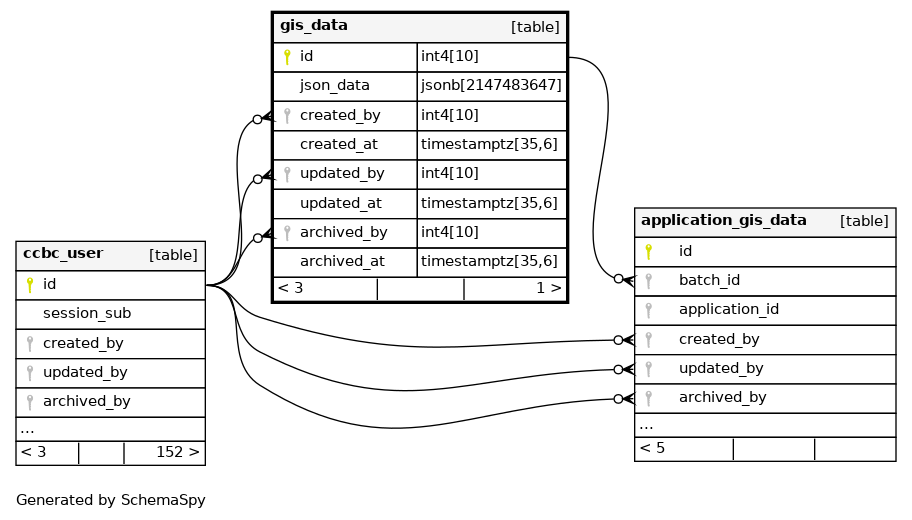 gis_data [table]
id int4[10]
json_data jsonb[2147483647]
created_by int4[10]
created_at timestamptz[35,6]
updated_by int4[10]
updated_at timestamptz[35,6]
archived_by int4[10]
archived_at timestamptz[35,6]
< 3 1 >
ccbc_user [table]
id
session_sub
created_by
updated_by
archived_by
...
< 3 152 >
application_gis_data [table]
id
batch_id
application_id
created_by
updated_by
archived_by
...
< 5
Generated by SchemaSpy